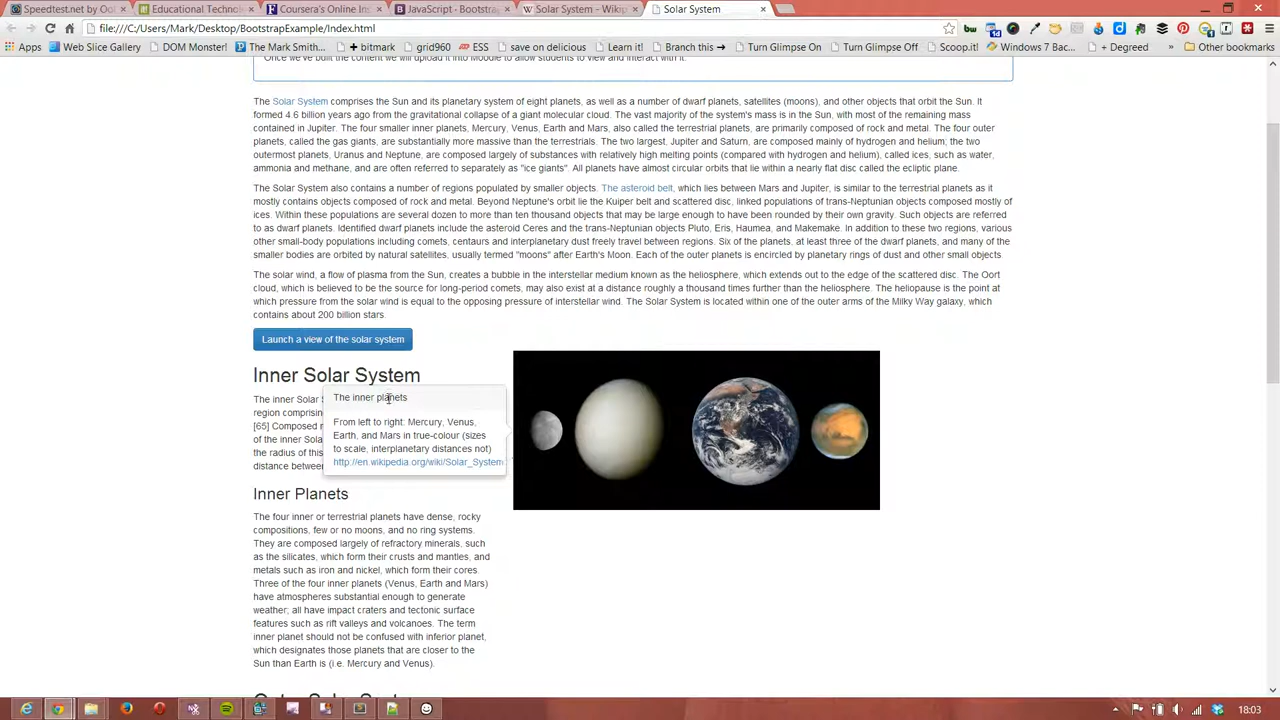 Speedtest.net by Oo
Educational Technolo
Coursera's Online Ins
JavaScript · Bootstrap
Solar System - Wikip
Solar System
file:///C:/Users/Mark/Desktop/BootstrapExample/Index.html
Apps Web Slice Gallery DOM Monster! The Mark Smith... + bitmark grid960 ESS save on delicious Learn it! Branch this Turn Glimpse On Turn Glimpse Off Scoop.it! Windows 7 Bac... + Degreed Other bookmarks
Once we've built the content we will upload it into Moodle to allow students to view and interact with it.
The Solar System comprises the Sun and its planetary system of eight planets, as well as a number of dwarf planets, satellites (moons), and other objects that orbit the Sun. It
formed 4.6 billion years ago from the gravitational collapse of a giant molecular cloud. The vast majority of the system's mass is in the Sun, with most of the remaining mass
contained in Jupiter. The four smaller inner planets, Mercury, Venus, Earth and Mars, also called the terrestrial planets, are primarily composed of rock and metal. The four outer
planets, called the gas giants, are substantially more massive than the terrestrials. The two largest, Jupiter and Saturn, are composed mainly of hydrogen and helium; the two
outermost planets, Uranus and Neptune, are composed largely of substances with relatively high melting points (compared with hydrogen and helium), called ices, such as water,
ammonia and methane, and are often referred to separately as "ice giants". All planets have almost circular orbits that lie within a nearly flat disc called the ecliptic plane.
The Solar System also contains a number of regions populated by smaller objects. The asteroid belt, which lies between Mars and Jupiter, is similar to the terrestrial planets as it
mostly contains objects composed of rock and metal. Beyond Neptune's orbit lie the Kuiper belt and scattered disc, linked populations of trans-Neptunian objects composed mostly of
ices. Within these populations are several dozen to more than ten thousand objects that may be large enough to have been rounded by their own gravity. Such objects are referred
to as dwarf planets. Identified dwarf planets include the asteroid Ceres and the trans-Neptunian objects Pluto, Eris, Haumea, and Makemake. In addition to these two regions, various
other small-body populations including comets, centaurs and interplanetary dust freely travel between regions. Six of the planets, at least three of the dwarf planets, and many of the
smaller bodies are orbited by natural satellites, usually termed "moons" after Earth's Moon. Each of the outer planets is encircled by planetary rings of dust and other small objects.
The solar wind, a flow of plasma from the Sun, creates a bubble in the interstellar medium known as the heliosphere, which extends out to the edge of the scattered disc. The Oort
cloud, which is believed to be the source for long-period comets, may also exist at a distance roughly a thousand times further than the heliosphere. The heliopause is the point at
which pressure from the solar wind is equal to the opposing pressure of interstellar wind. The Solar System is located within one of the outer arms of the Milky Way galaxy, which
contains about 200 billion stars.
Launch a view of the solar system
Inner Solar System
The inner Solar S
region comprisin
[65] Composed m
of the inner Solar
the radius of this
distance between
The inner planets
From left to right: Mercury, Venus,
Earth, and Mars in true-colour (sizes
to scale, interplanetary distances not)
http://en.wikipedia.org/wiki/Solar_System
Inner Planets
The four inner or terrestrial planets have dense, rocky
compositions, few or no moons, and no ring systems.
They are composed largely of refractory minerals, such
as the silicates, which form their crusts and mantles, and
metals such as iron and nickel, which form their cores.
Three of the four inner planets (Venus, Earth and Mars)
have atmospheres substantial enough to generate
weather; all have impact craters and tectonic surface
features such as rift valleys and volcanoes. The term
inner planet should not be confused with inferior planet,
which designates those planets that are closer to the
Sun than Earth is (i.e. Mercury and Venus).
18:03